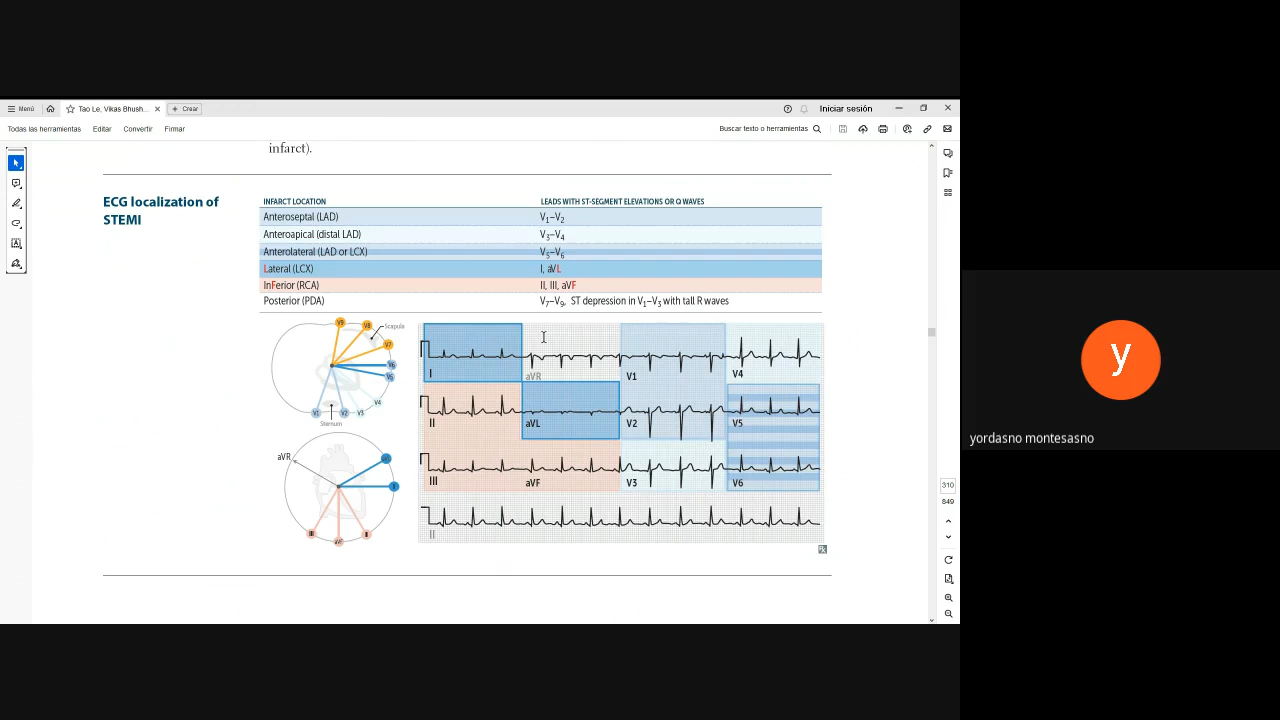 Menú
Tao Le, Vikas Bhush...
Crear
Iniciar sesión
Todas las herramientas
Editar
Convertir
Firmar
Buscar texto o herramientas
infarct).
ECG localization of
STEMI
INFARCT LOCATION LEADS WITH ST-SEGMENT ELEVATIONS OR Q WAVES
Anteroseptal (LAD) V1–V2
Anteroapical (distal LAD) V3–V4
Anterolateral (LAD or LCX) V5–V6
Lateral (LCX) I, aVL
InFerior (RCA) II, III, aVF
Posterior (PDA) V7–V9, ST depression in V1–V3 with tall R waves
V9
V8
Scapula
V7
V6
V5
V4
V3
V2
V1
Sternum
aVR
aVL
I
II
aVF
III
I
aVR
V1
V4
II
aVL
V2
V5
III
aVF
V3
V6
II
310
849
y
yordasno montesasno